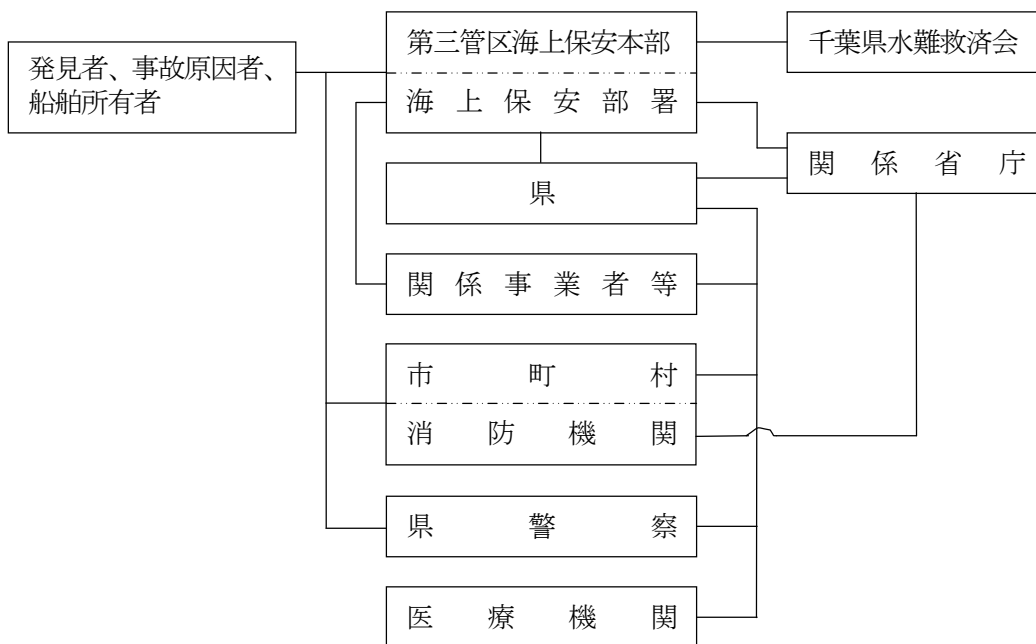 発見者、事故原因者、
船舶所有者
第三管区海上保安本部
海上保安部署
千葉県水難救済会
関係省庁
県
関係事業者等
市町村
消防機関
県警察
医療機関